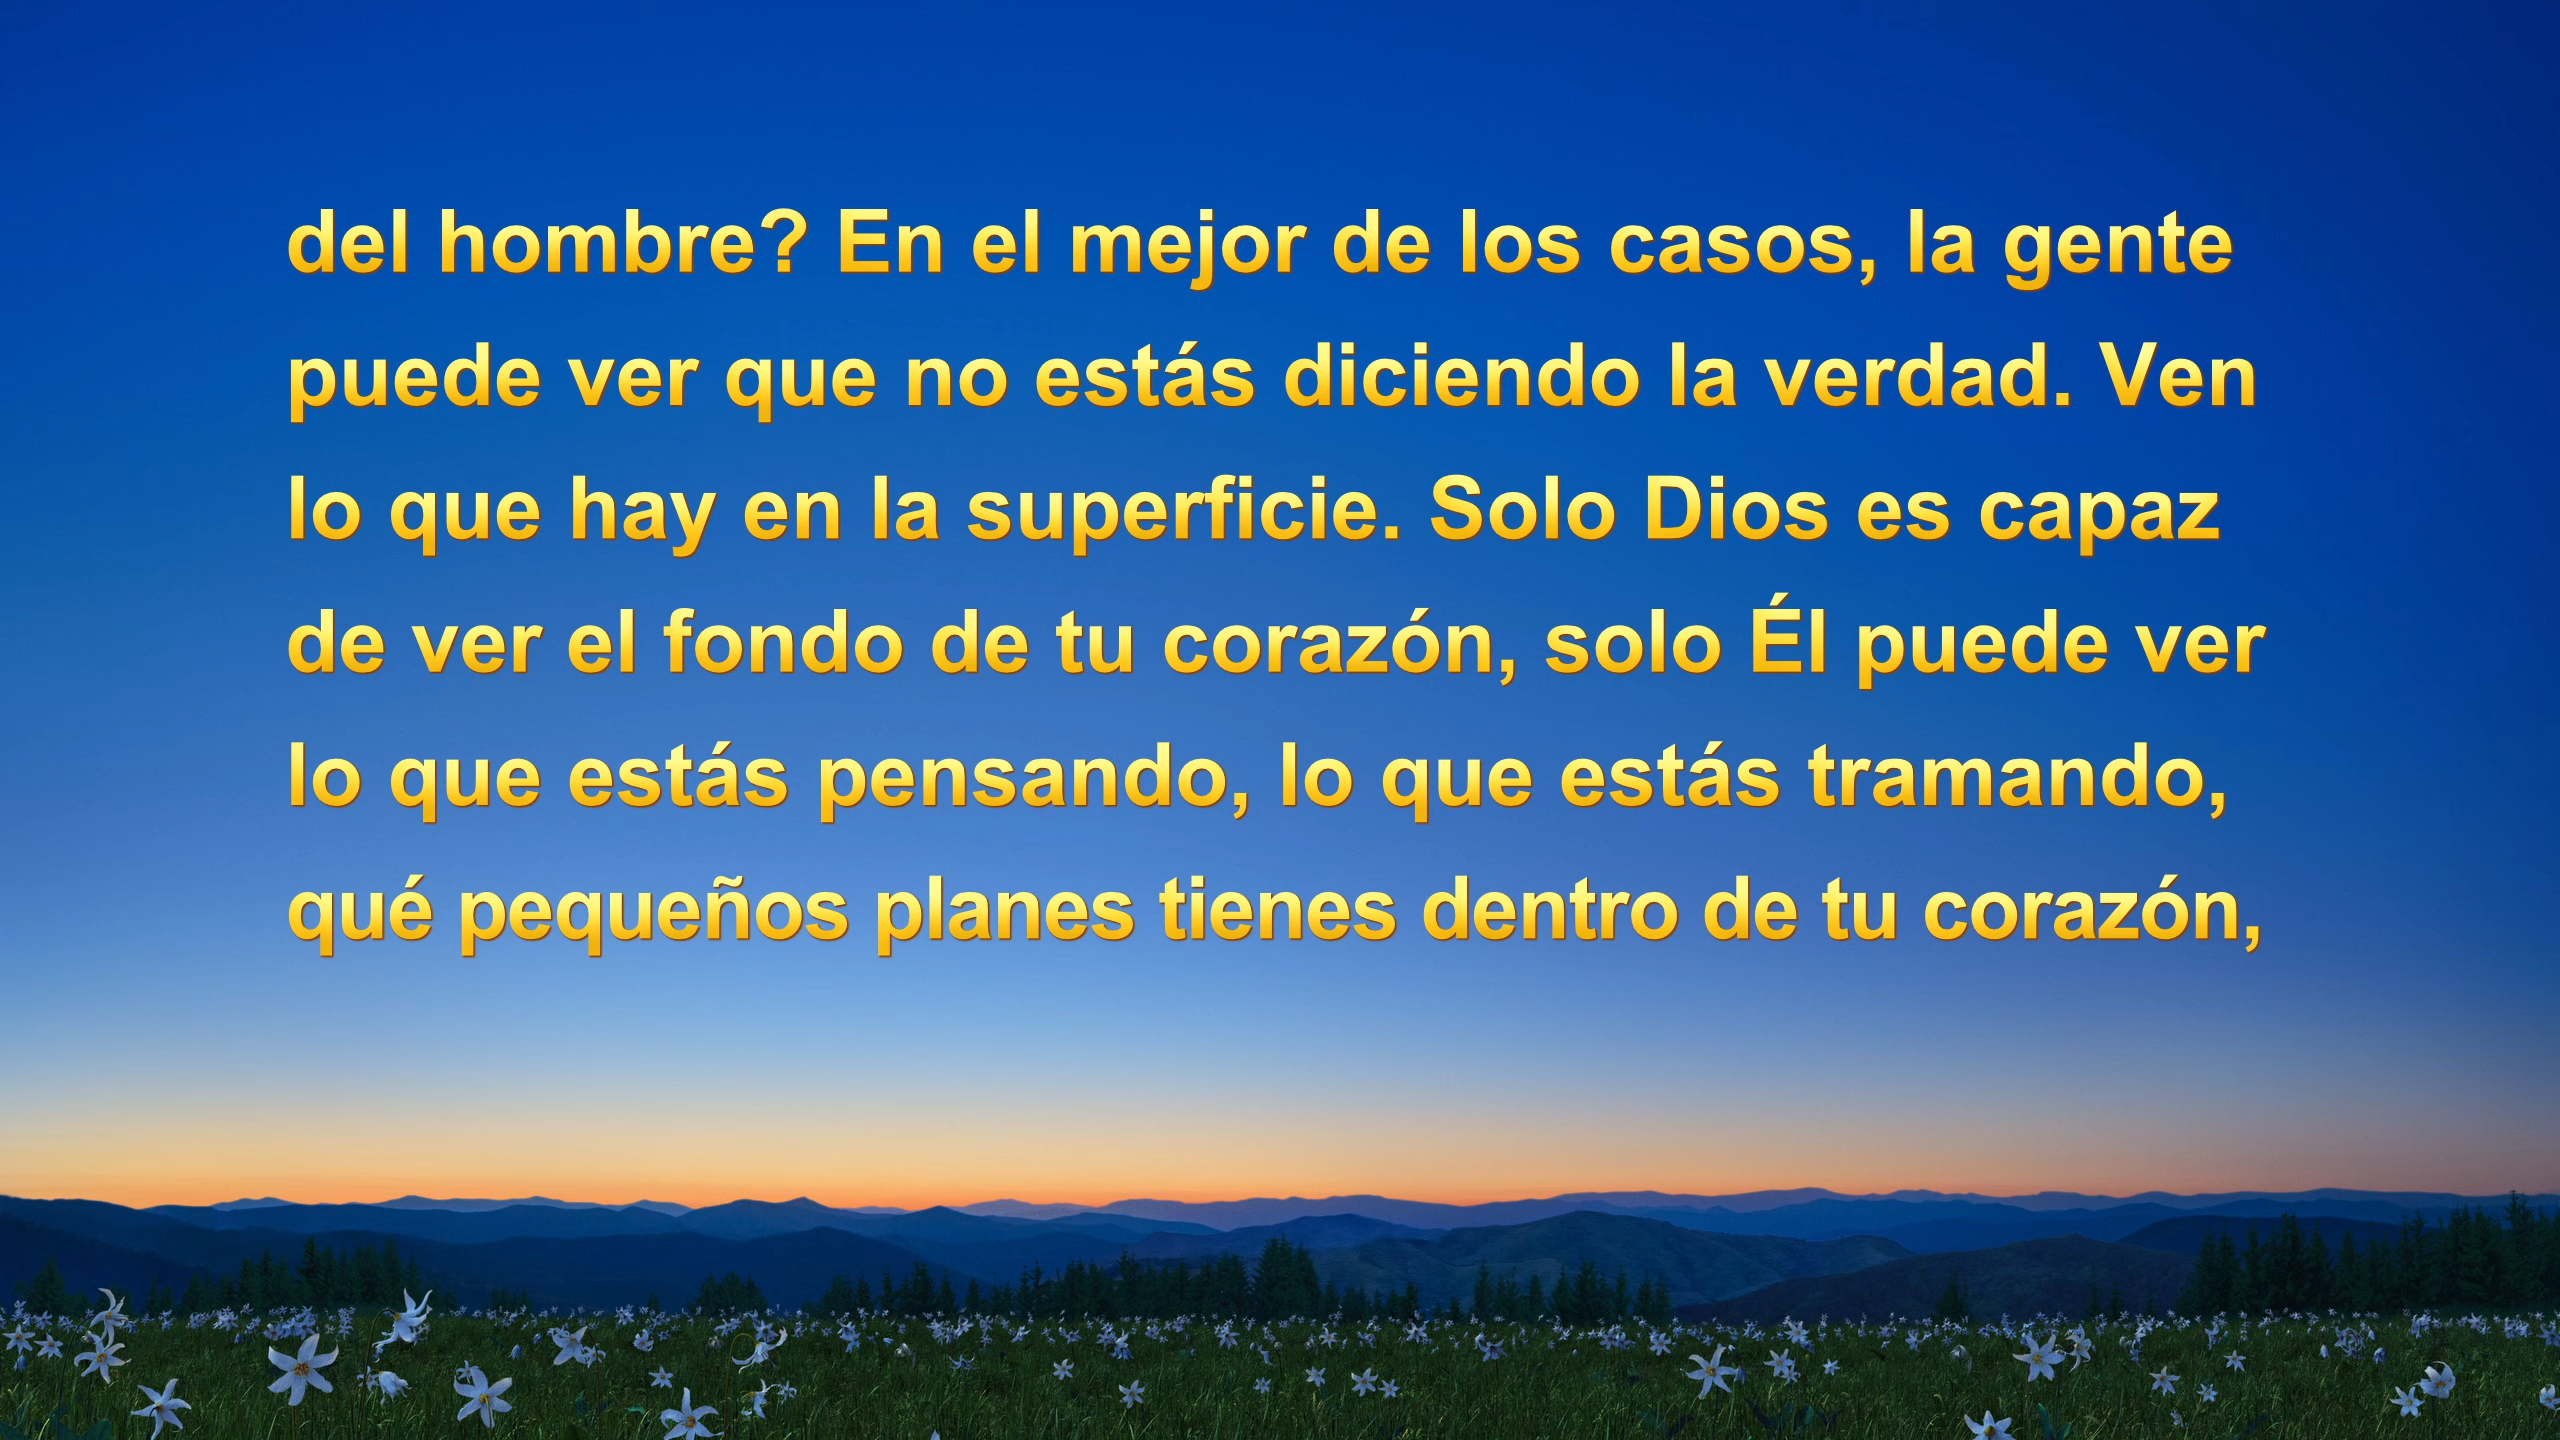 del hombre? En el mejor de los casos, la gente
puede ver que no estás diciendo la verdad. Ven
lo que hay en la superficie. Solo Dios es capaz
de ver el fondo de tu corazón, solo Él puede ver
lo que estás pensando, lo que estás tramando,
qué pequeños planes tienes dentro de tu corazón,